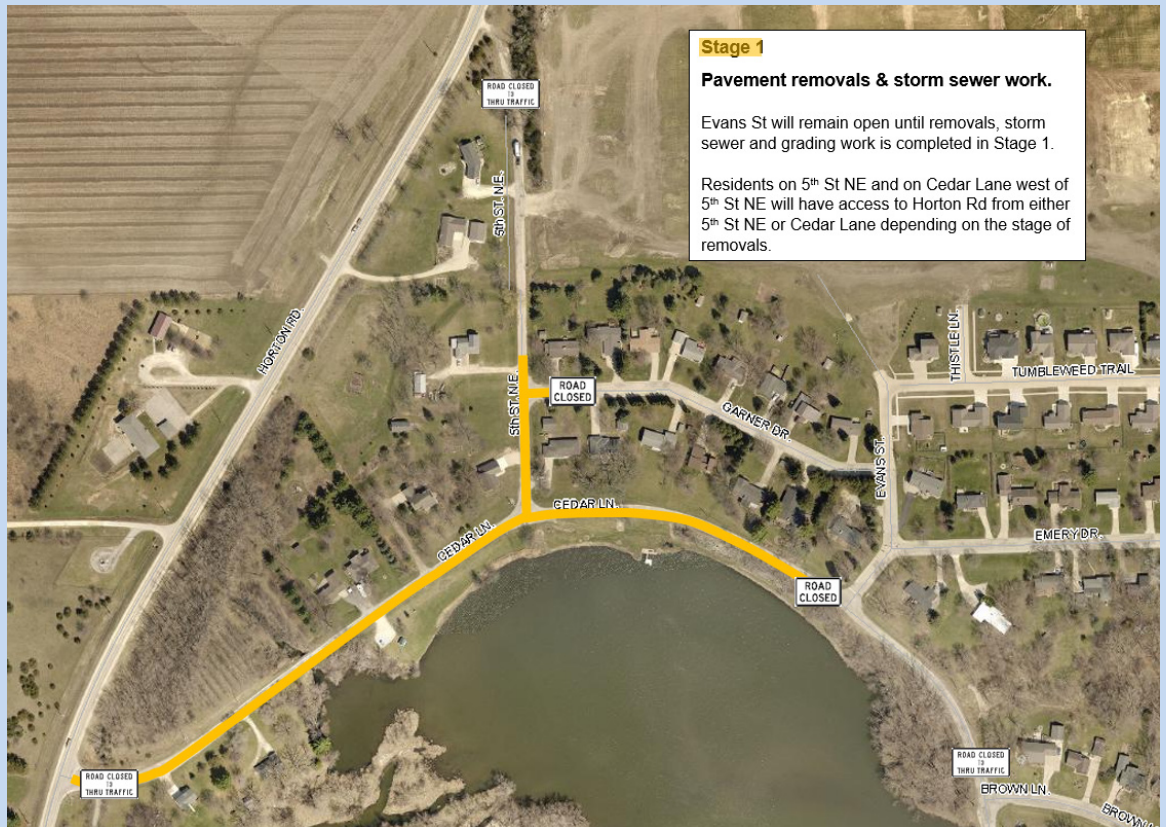 Stage 1
Pavement removals & storm sewer work.
Evans St will remain open until removals, storm
sewer and grading work is completed in Stage 1.
Residents on 5th St NE and on Cedar Lane west of
5th St NE will have access to Horton Rd from either
5th St NE or Cedar Lane depending on the stage of
removals.
ROAD CLOSED
TO
THRU TRAFFIC
5th ST. N.E.
HORTON RD.
THISTLE LN.
TUMBLEWEED TRAIL
ROAD
CLOSED
5th ST. N.E.
GARNER DR.
EVANS ST.
CEDAR LN.
CEDAR LN.
EMERY DR.
ROAD
CLOSED
ROAD CLOSED
TO
THRU TRAFFIC
ROAD CLOSED
TO
THRU TRAFFIC
BROWN LN.
BROWN